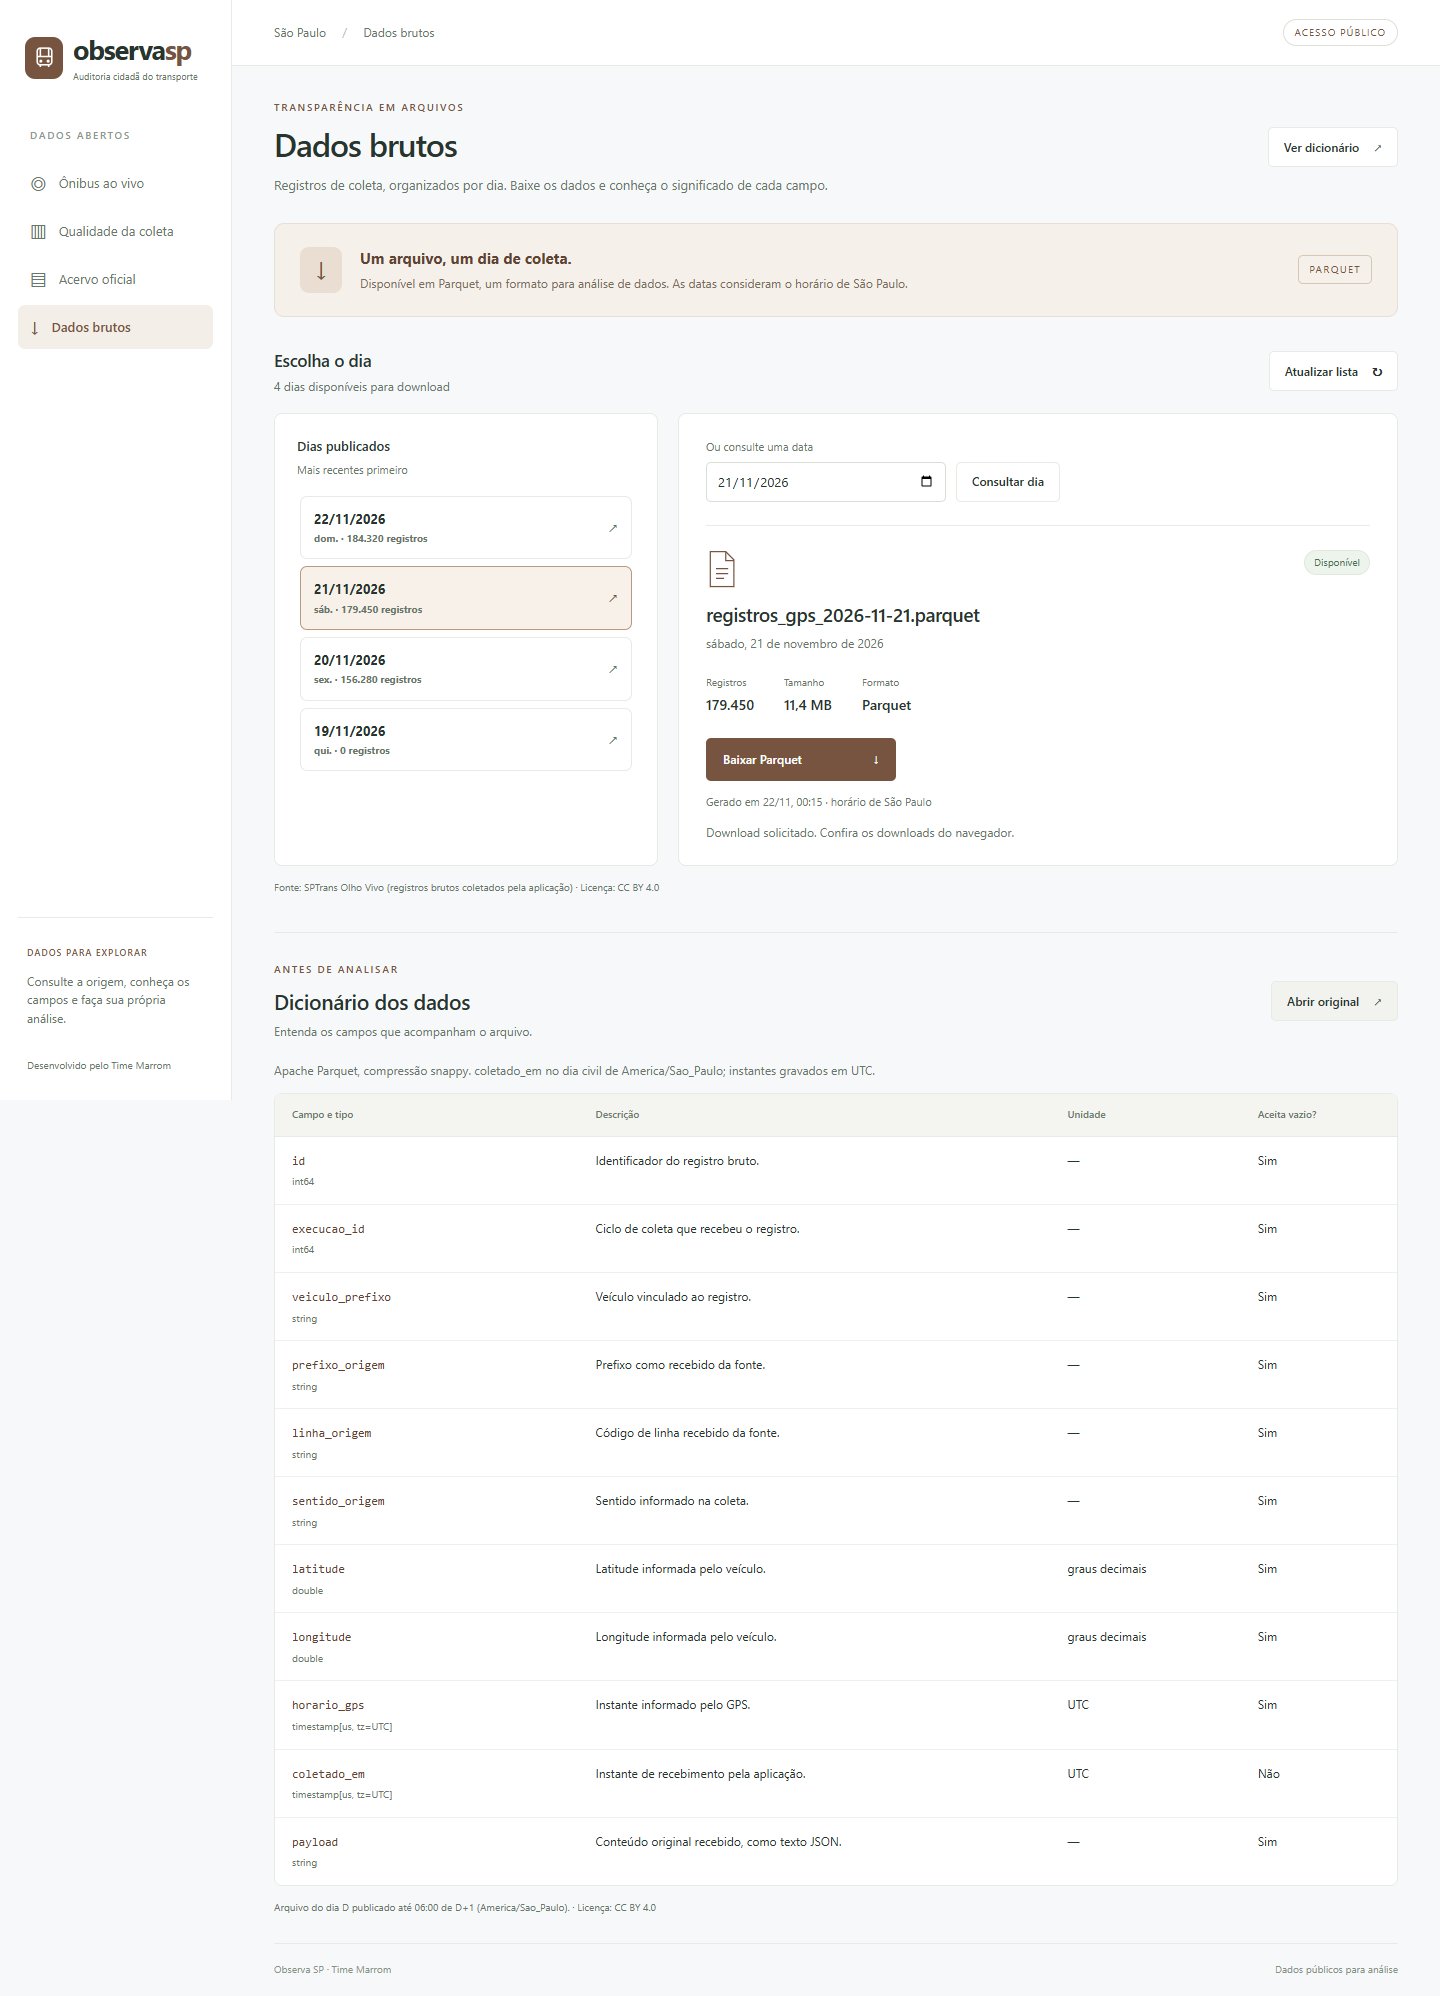 observasp
Auditoria cidadã do transporte
DADOS ABERTOS
Ônibus ao vivo
Qualidade da coleta
Acervo oficial
↓ Dados brutos
DADOS PARA EXPLORAR
Consulte a origem, conheça os
campos e faça sua própria
análise.
Desenvolvido pelo Time Marrom
São Paulo / Dados brutos
ACESSO PÚBLICO
TRANSPARÊNCIA EM ARQUIVOS
Dados brutos
Ver dicionário ↗
Registros de coleta, organizados por dia. Baixe os dados e conheça o significado de cada campo.
↓
Um arquivo, um dia de coleta.
Disponível em Parquet, um formato para análise de dados. As datas consideram o horário de São Paulo.
PARQUET
Escolha o dia
4 dias disponíveis para download
Atualizar lista ↻
Dias publicados
Mais recentes primeiro
22/11/2026
dom. · 184.320 registros
↗
21/11/2026
sáb. · 179.450 registros
↗
20/11/2026
sex. · 156.280 registros
↗
19/11/2026
qui. · 0 registros
↗
Ou consulte uma data
21/11/2026
Consultar dia
Disponível
registros_gps_2026-11-21.parquet
sábado, 21 de novembro de 2026
Registros Tamanho Formato
179.450 11,4 MB Parquet
Baixar Parquet ↓
Gerado em 22/11, 00:15 · horário de São Paulo
Download solicitado. Confira os downloads do navegador.
Fonte: SPTrans Olho Vivo (registros brutos coletados pela aplicação) · Licença: CC BY 4.0
ANTES DE ANALISAR
Dicionário dos dados
Abrir original ↗
Entenda os campos que acompanham o arquivo.
Apache Parquet, compressão snappy. coletado_em no dia civil de America/Sao_Paulo; instantes gravados em UTC.
Campo e tipo Descrição Unidade Aceita vazio?
id Identificador do registro bruto. — Sim
int64
execucao_id Ciclo de coleta que recebeu o registro. — Sim
int64
veiculo_prefixo Veículo vinculado ao registro. — Sim
string
prefixo_origem Prefixo como recebido da fonte. — Sim
string
linha_origem Código de linha recebido da fonte. — Sim
string
sentido_origem Sentido informado na coleta. — Sim
string
latitude Latitude informada pelo veículo. graus decimais Sim
double
longitude Longitude informada pelo veículo. graus decimais Sim
double
horario_gps Instante informado pelo GPS. UTC Sim
timestamp[us, tz=UTC]
coletado_em Instante de recebimento pela aplicação. UTC Não
timestamp[us, tz=UTC]
payload Conteúdo original recebido, como texto JSON. — Sim
string
Arquivo do dia D publicado até 06:00 de D+1 (America/Sao_Paulo). · Licença: CC BY 4.0
Observa SP · Time Marrom
Dados públicos para análise